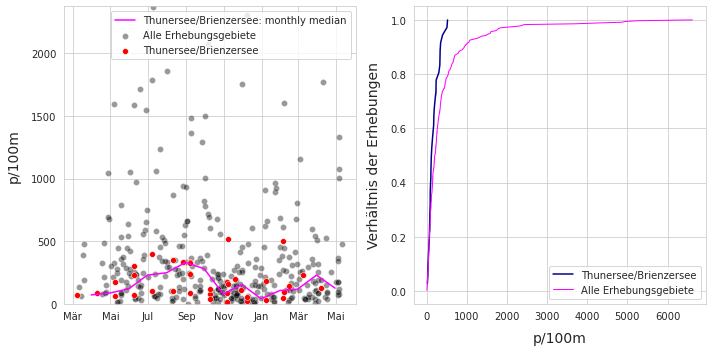 Thunersee/Brienzersee: monthly median
Alle Erhebungsgebiete
Thunersee/Brienzersee
p/100m
2000
1500
1000
500
0
Mär Mai Jul Sep Nov Jan Mär Mai
Verhältnis der Erhebungen
1.0
0.8
0.6
0.4
0.2
0.0
Thunersee/Brienzersee
Alle Erhebungsgebiete
0 1000 2000 3000 4000 5000 6000
p/100m